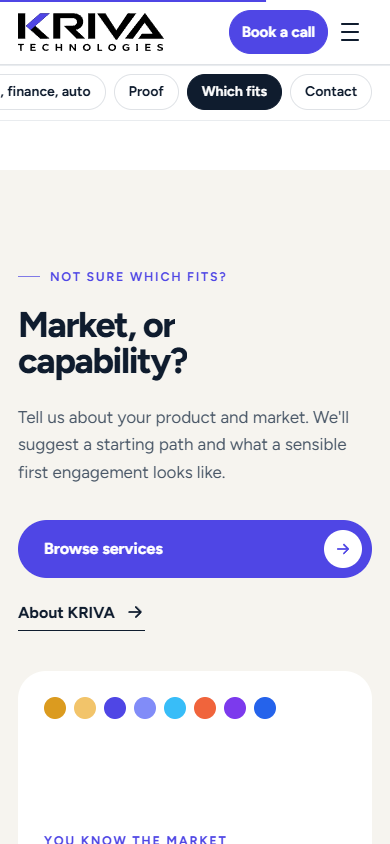 KRIVA
TECHNOLOGIES
Book a call
, finance, auto
Proof
Which fits
Contact
NOT SURE WHICH FITS?
Market, or
capability?
Tell us about your product and market. We'll
suggest a starting path and what a sensible
first engagement looks like.
Browse services
About KRIVA
YOU KNOW THE MARKET